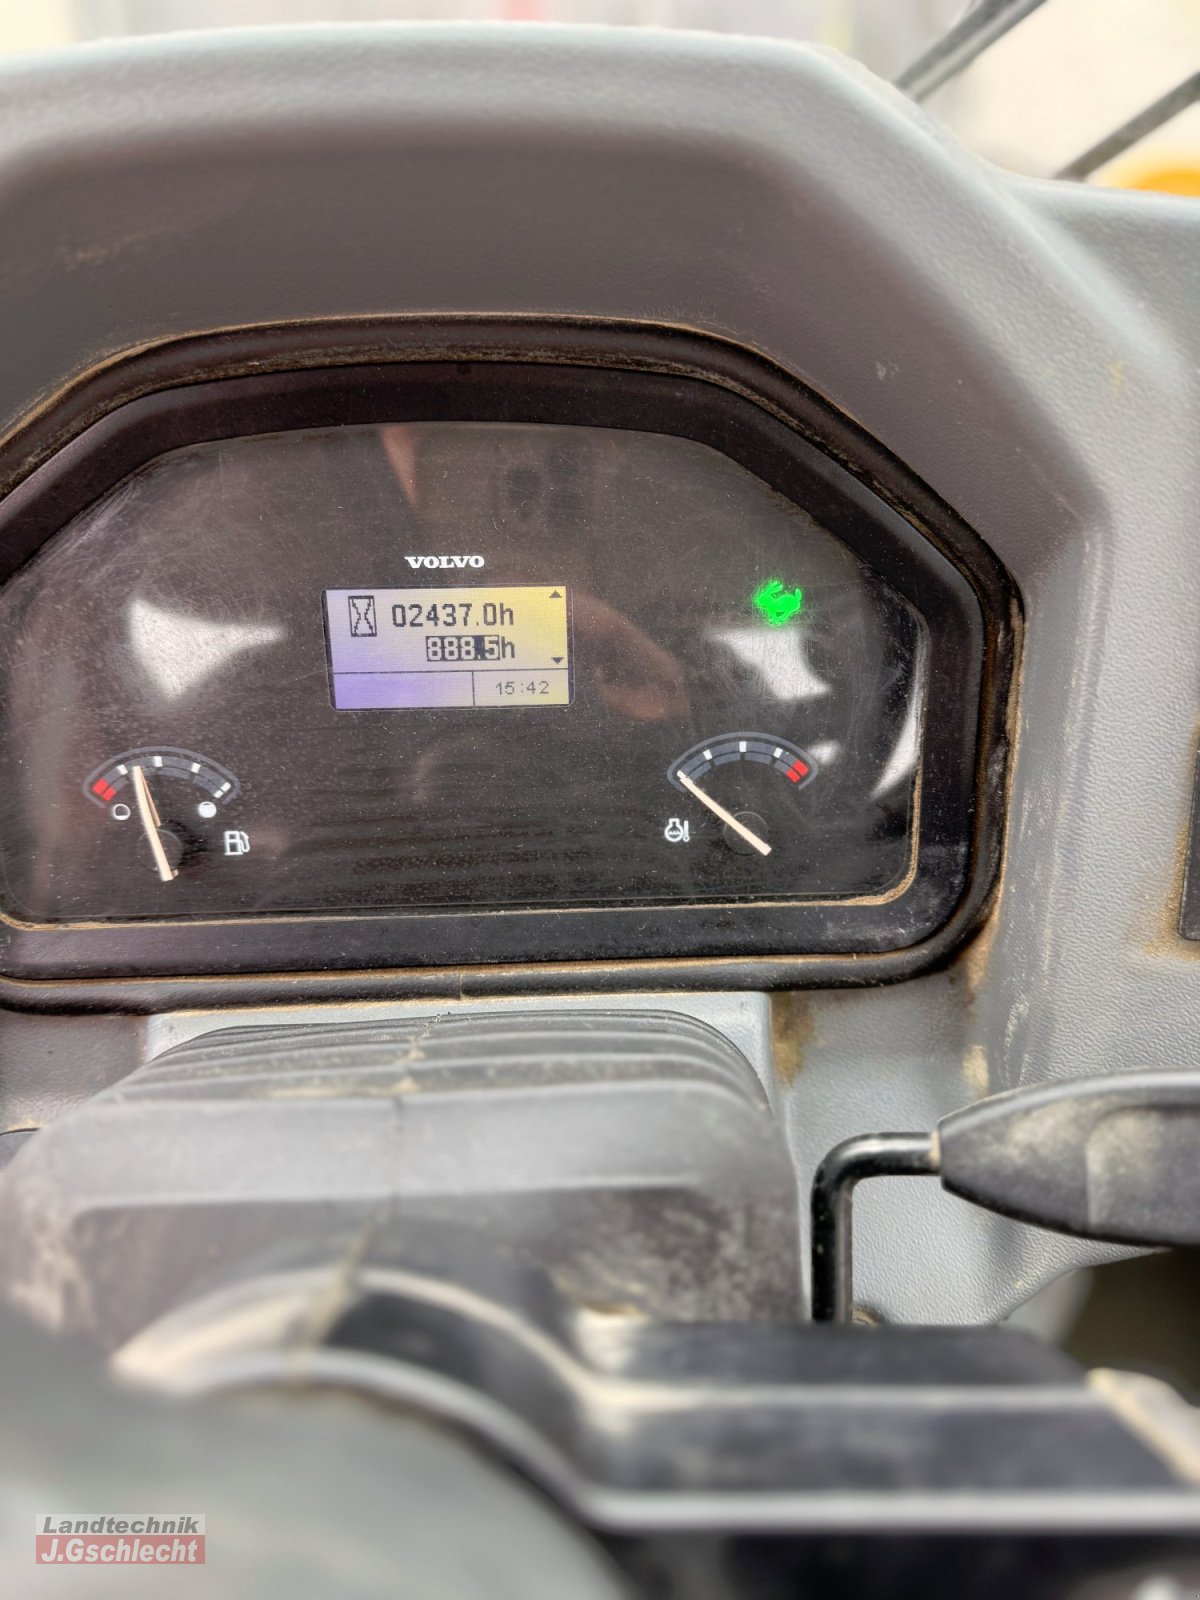 VOLVO
02437.0h
888.5h
15:42
Landtechnik
J.Gschlecht